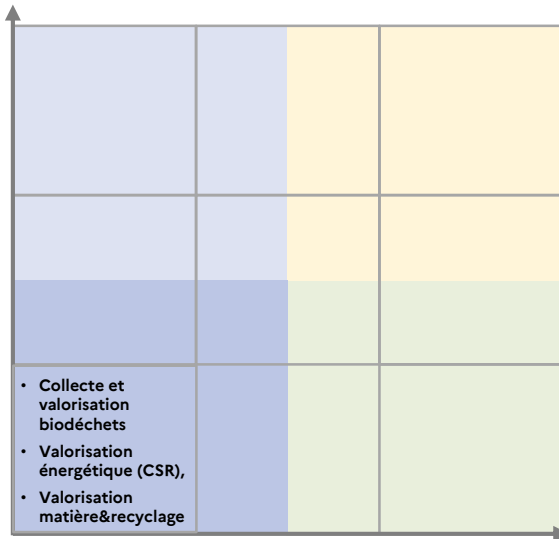 • Collecte et
valorisation
biodéchets
• Valorisation
énergétique (CSR),
• Valorisation
matière&recyclage